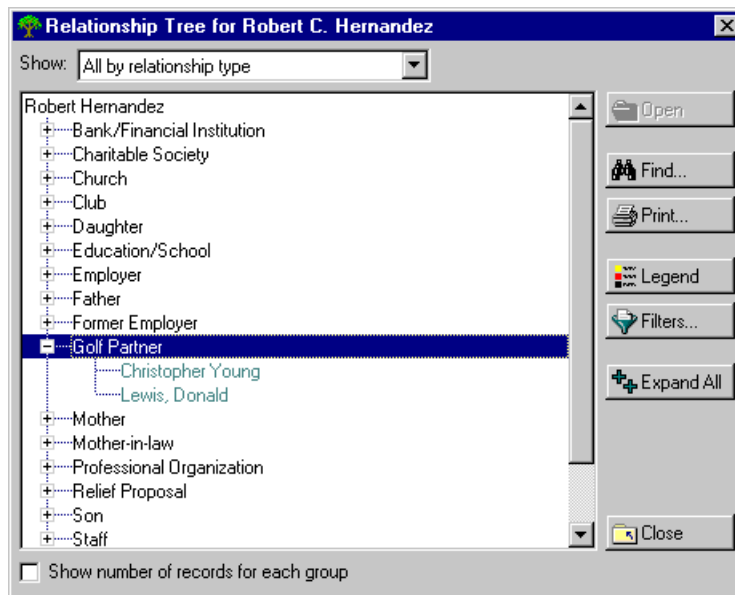 Relationship Tree for Robert C. Hernandez
Show: All by relationship type
Robert Hernandez
Bank/Financial Institution
Charitable Society
Church
Club
Daughter
Education/School
Employer
Father
Former Employer
Golf Partner
Christopher Young
Lewis, Donald
Mother
Mother-in-law
Professional Organization
Relief Proposal
Son
Staff
Open
Find...
Print...
Legend
Filters...
Expand All
Close
Show number of records for each group